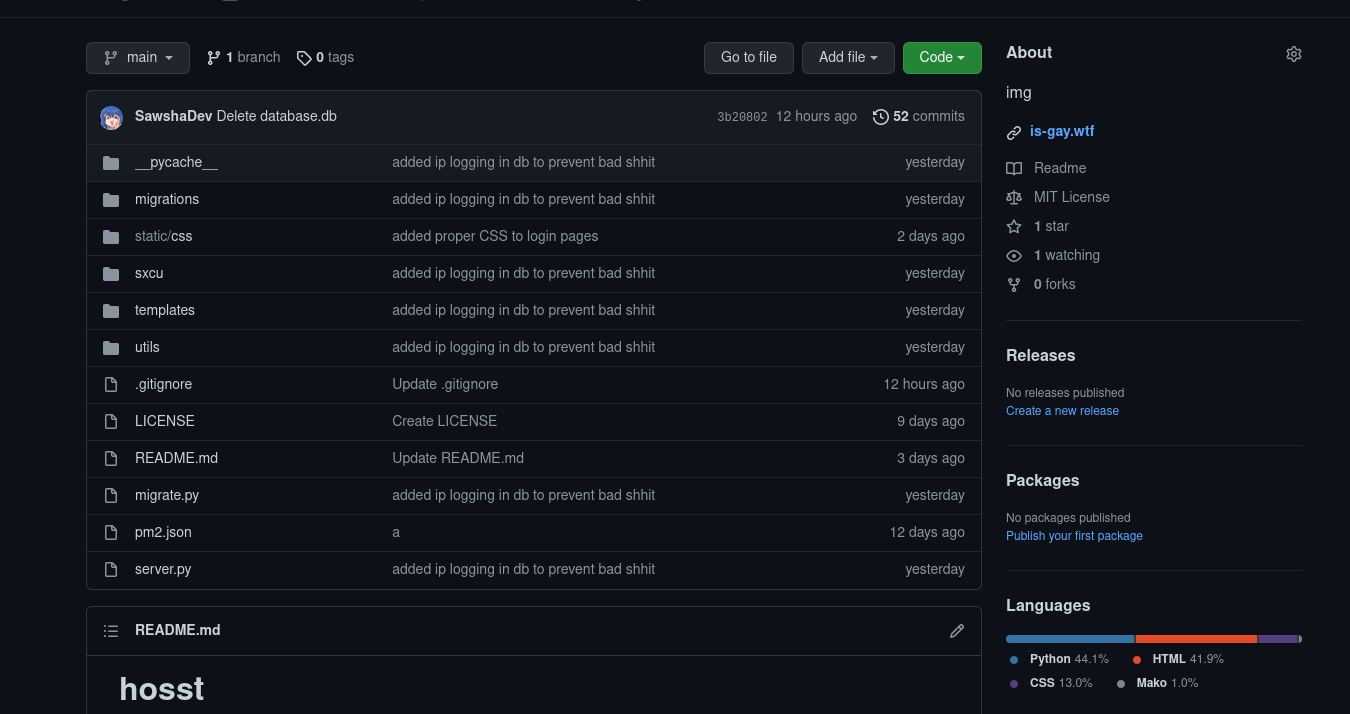 main 1 branch 0 tags Go to file Add file Code
SawshaDev Delete database.db 3b20802 12 hours ago 52 commits
__pycache__ added ip logging in db to prevent bad shhit yesterday
migrations added ip logging in db to prevent bad shhit yesterday
static/css added proper CSS to login pages 2 days ago
sxcu added ip logging in db to prevent bad shhit yesterday
templates added ip logging in db to prevent bad shhit yesterday
utils added ip logging in db to prevent bad shhit yesterday
.gitignore Update .gitignore 12 hours ago
LICENSE Create LICENSE 9 days ago
README.md Update README.md 3 days ago
migrate.py added ip logging in db to prevent bad shhit yesterday
pm2.json a 12 days ago
server.py added ip logging in db to prevent bad shhit yesterday
README.md
hosst
About
img
is-gay.wtf
Readme
MIT License
1 star
1 watching
0 forks
Releases
No releases published
Create a new release
Packages
No packages published
Publish your first package
Languages
Python 44.1% HTML 41.9%
CSS 13.0% Mako 1.0%